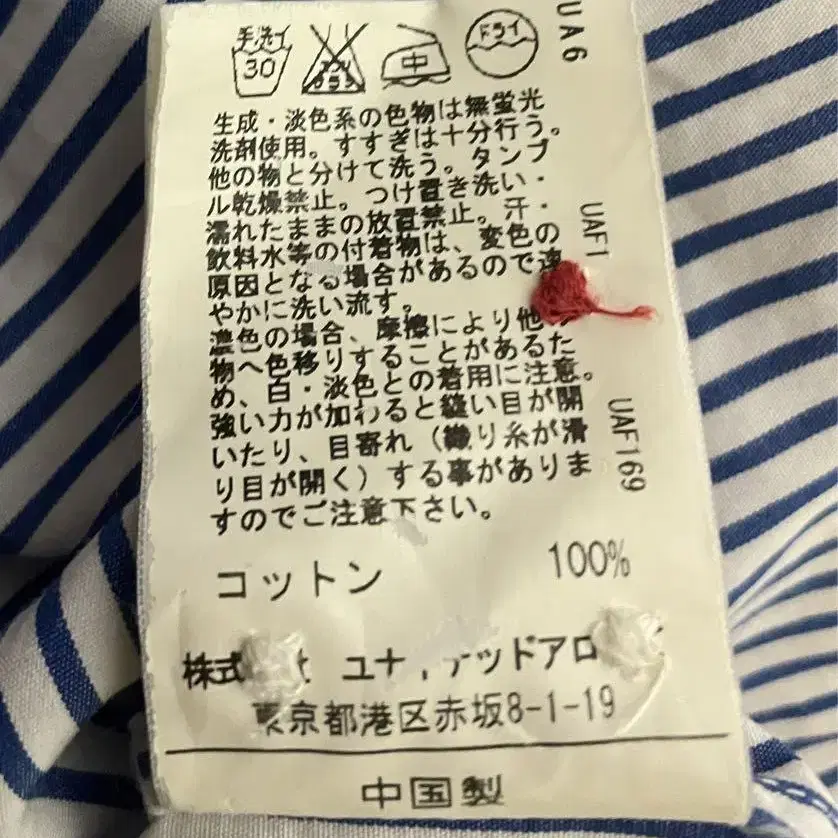 手洗イ
30
エンソ
サラシ
中
ドライ
UA6
生成・淡色系の色物は無蛍光
洗剤使用。すすぎは十分行う。
他の物と分けて洗う。タンブ
ル乾燥禁止。つけ置き洗い・
濡れたままの放置禁止。汗・
飲料水等の付着物は、変色の
原因となる場合があるので速
やかに洗い流す。
濃色の場合、摩擦により他
物へ色移りすることがあるた
め、白・淡色との着用に注意。
強い力が加わると縫い目が開
いたり、目寄れ（織り糸が滑
り目が開く）する事がありま
すのでご注意下さい。
UAF1
UAF169
コットン 100%
株式 ユナ テッドアロ
東京都港区赤坂8-1-19
中国製